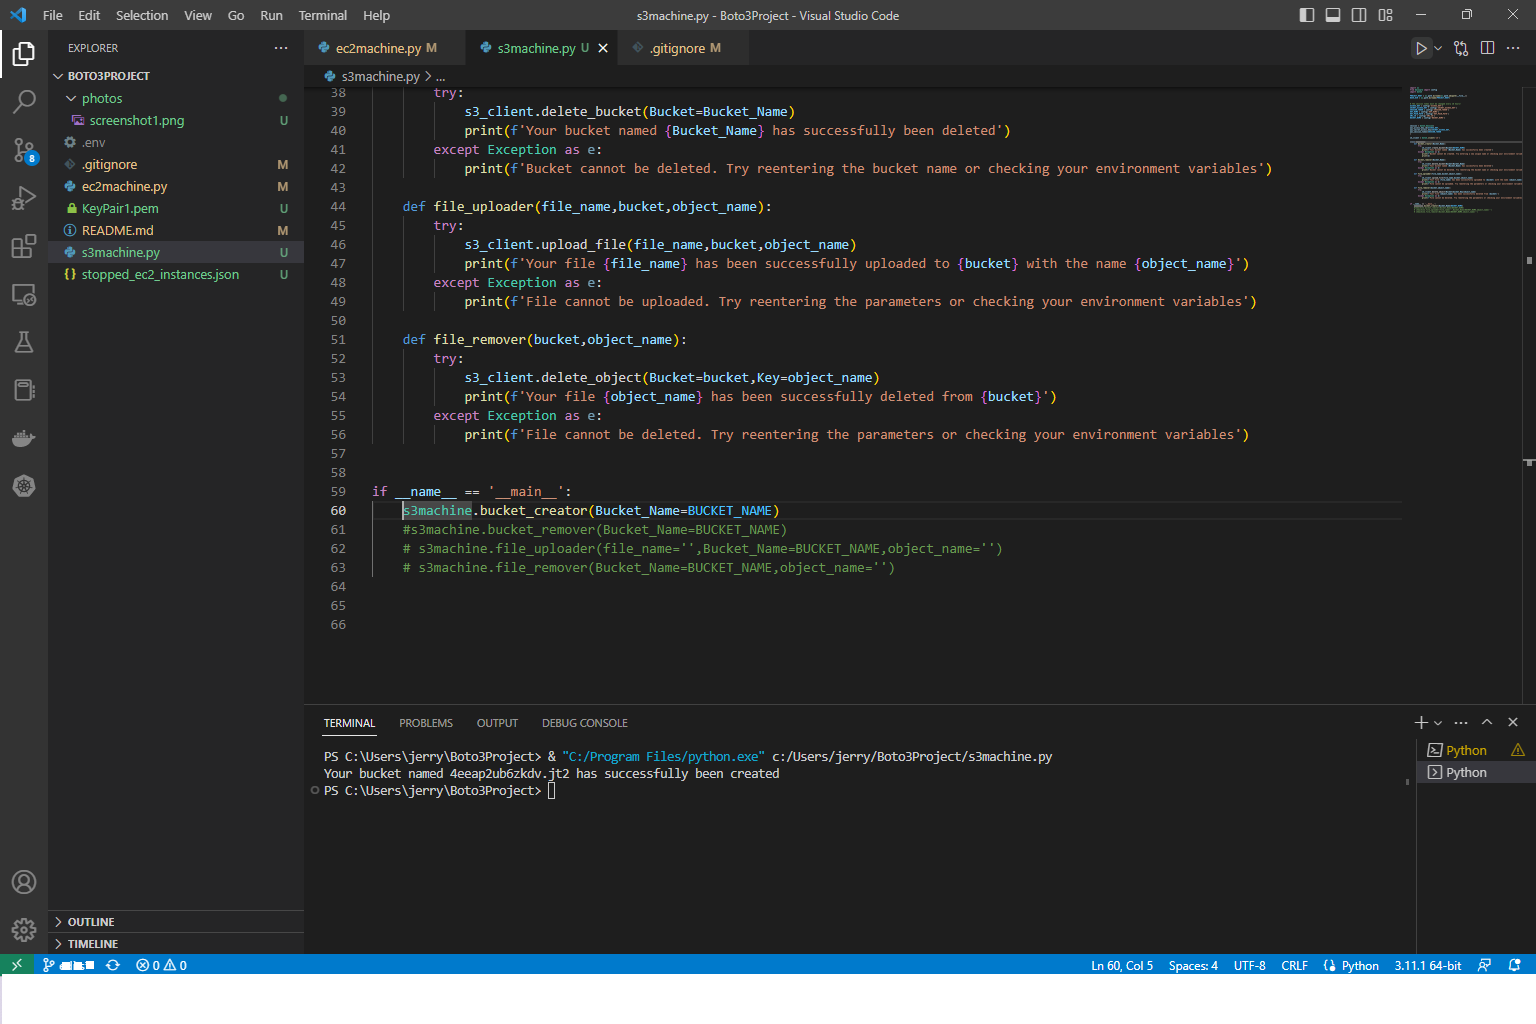 File Edit Selection View Go Run Terminal Help s3machine.py - Boto3Project - Visual Studio Code
EXPLORER
BOTO3PROJECT
photos
screenshot1.png U
.env
.gitignore M
ec2machine.py M
KeyPair1.pem U
README.md M
s3machine.py U
{} stopped_ec2_instances.json U
OUTLINE
TIMELINE
8
ec2machine.py M s3machine.py U .gitignore M
s3machine.py > ...
38 try:
39 s3_client.delete_bucket(Bucket=Bucket_Name)
40 print(f'Your bucket named {Bucket_Name} has successfully been deleted')
41 except Exception as e:
42 print(f'Bucket cannot be deleted. Try reentering the bucket name or checking your environment variables')
43
44 def file_uploader(file_name,bucket,object_name):
45 try:
46 s3_client.upload_file(file_name,bucket,object_name)
47 print(f'Your file {file_name} has been successfully uploaded to {bucket} with the name {object_name}')
48 except Exception as e:
49 print(f'File cannot be uploaded. Try reentering the parameters or checking your environment variables')
50
51 def file_remover(bucket,object_name):
52 try:
53 s3_client.delete_object(Bucket=bucket,Key=object_name)
54 print(f'Your file {object_name} has been successfully deleted from {bucket}')
55 except Exception as e:
56 print(f'File cannot be deleted. Try reentering the parameters or checking your environment variables')
57
58
59 if __name__ == '__main__':
60 s3machine.bucket_creator(Bucket_Name=BUCKET_NAME)
61 #s3machine.bucket_remover(Bucket_Name=BUCKET_NAME)
62 # s3machine.file_uploader(file_name='',Bucket_Name=BUCKET_NAME,object_name='')
63 # s3machine.file_remover(Bucket_Name=BUCKET_NAME,object_name='')
64
65
66
TERMINAL PROBLEMS OUTPUT DEBUG CONSOLE
PS C:\Users\jerry\Boto3Project> & "C:/Program Files/python.exe" c:/Users/jerry/Boto3Project/s3machine.py
Your bucket named 4eeap2ub6zkdv.jt2 has successfully been created
PS C:\Users\jerry\Boto3Project>
Python
Python
0 0 Ln 60, Col 5 Spaces: 4 UTF-8 CRLF Python 3.11.1 64-bit